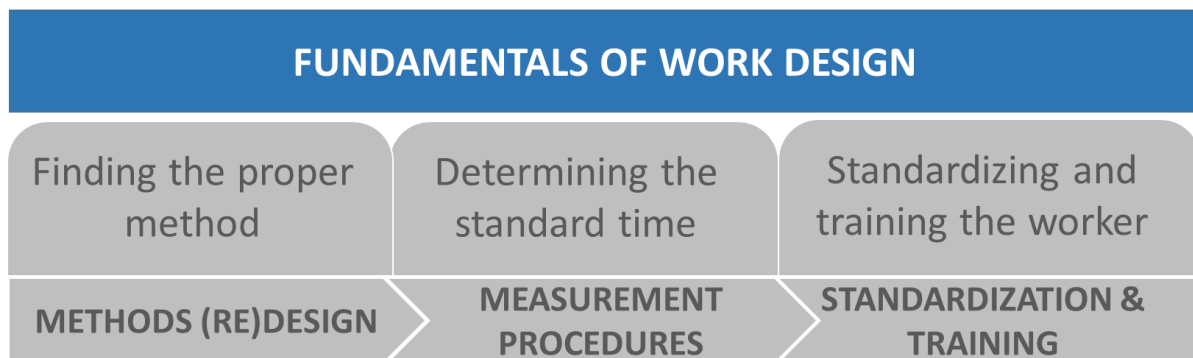 FUNDAMENTALS OF WORK DESIGN
Finding the proper
method
Determining the
standard time
Standardizing and
training the worker
METHODS (RE)DESIGN
MEASUREMENT
PROCEDURES
STANDARDIZATION &
TRAINING